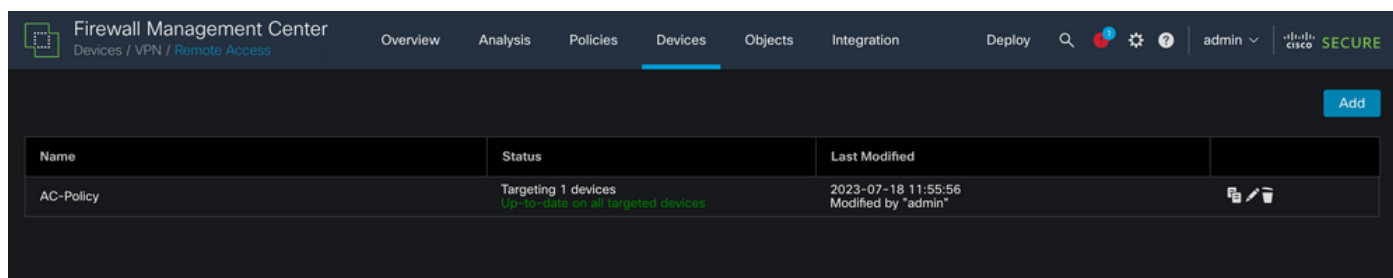 Firewall Management Center
Devices / VPN / Remote Access
Overview Analysis Policies Devices Objects Integration Deploy 1 ? admin cisco SECURE
Add
Name Status Last Modified
AC-Policy Targeting 1 devices 2023-07-18 11:55:56
Up-to-date on all targeted devices Modified by "admin"